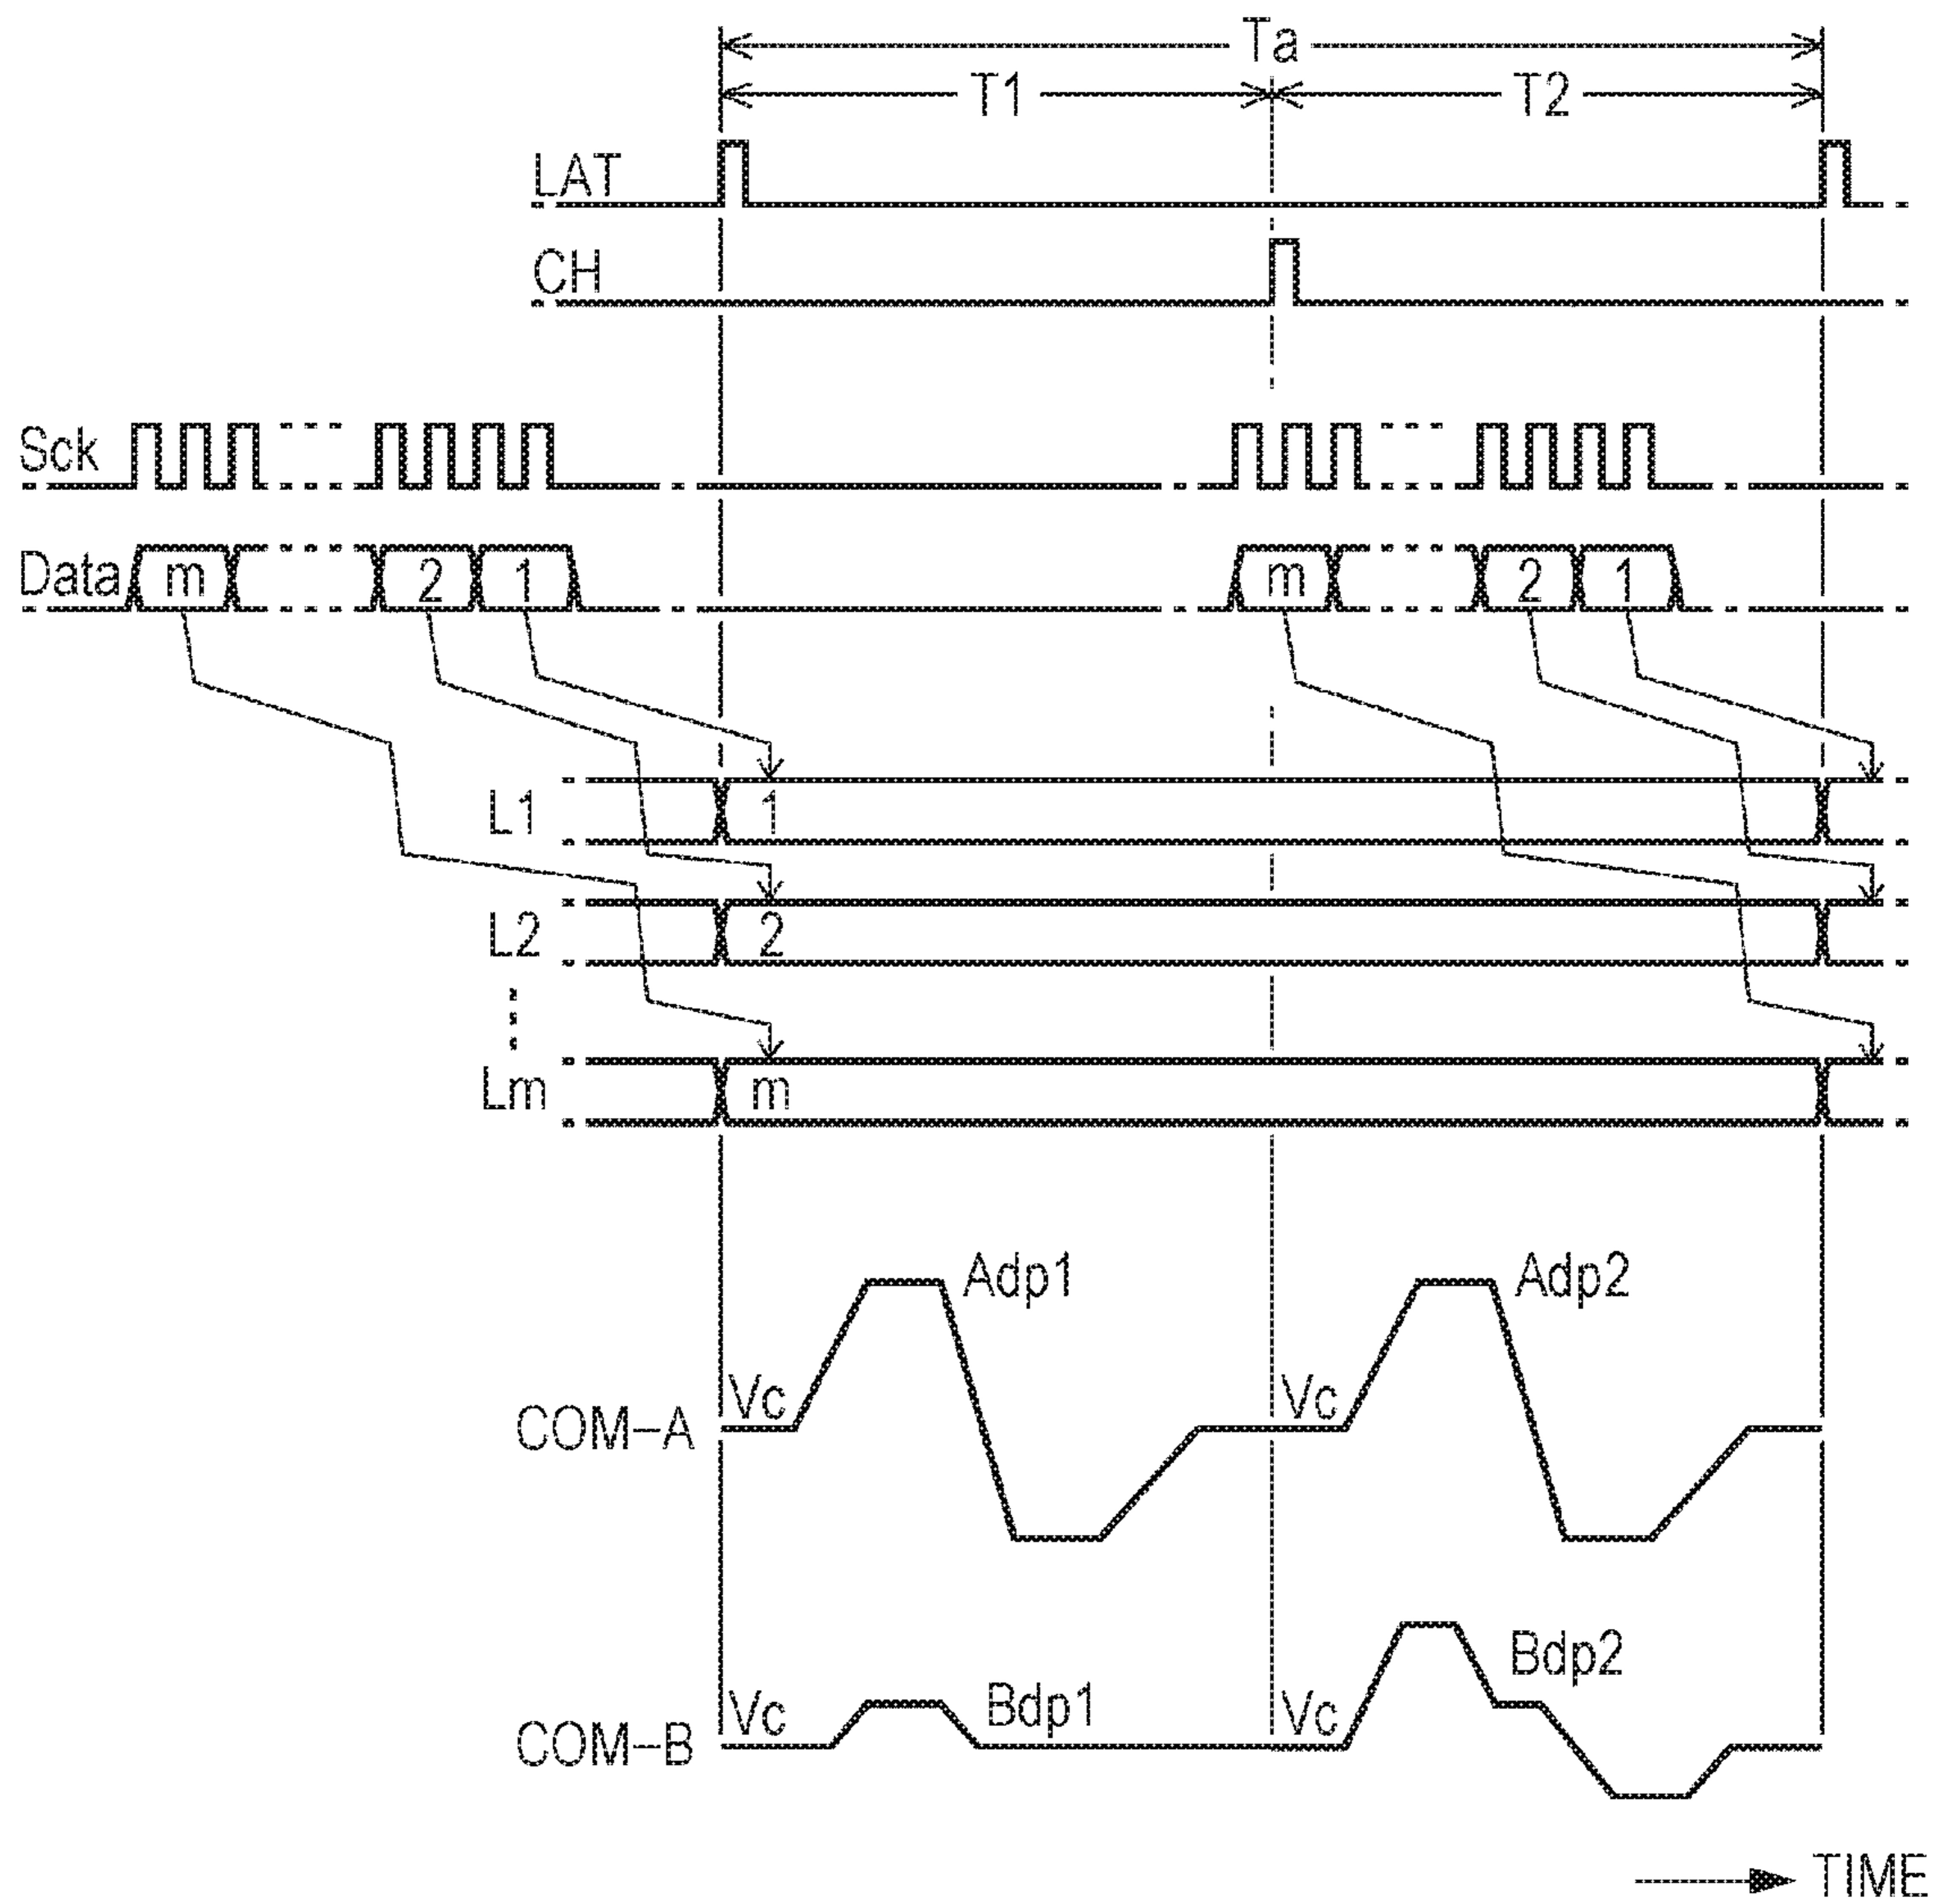 Ta
T1 T2
LAT
CH
Sck
Data m 2 1 m 2 1
L1 1
L2 2
Lm m
Adp1 Adp2
COM-A Vc Vc
Bdp1 Bdp2
COM-B Vc Vc
TIME